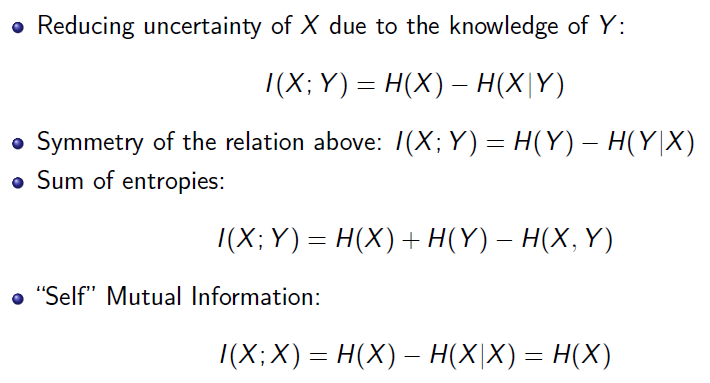 Reducing uncertainty of X due to the knowledge of Y:
I(X; Y) = H(X) − H(X|Y)
Symmetry of the relation above: I(X; Y) = H(Y) − H(Y|X)
Sum of entropies:
I(X; Y) = H(X) + H(Y) − H(X, Y)
“Self” Mutual Information:
I(X; X) = H(X) − H(X|X) = H(X)